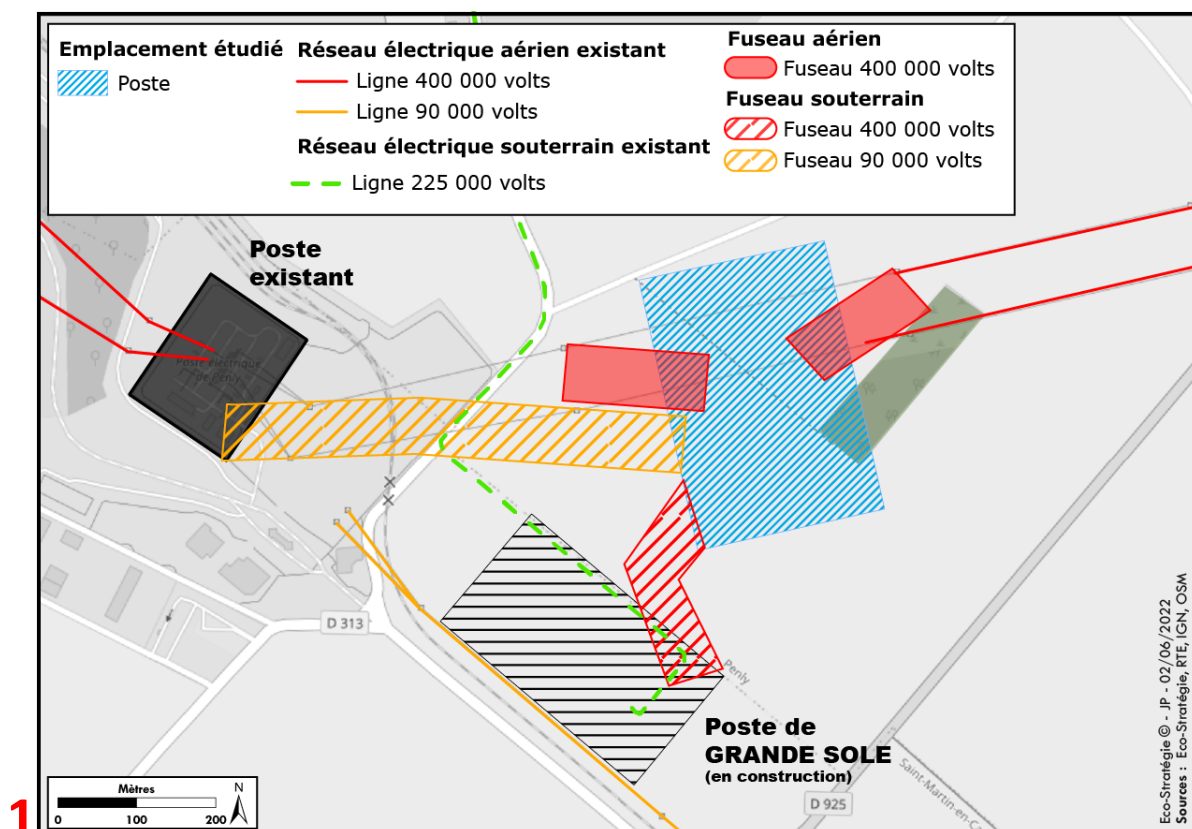 Emplacement étudié
Poste
Réseau électrique aérien existant
Ligne 400 000 volts
Ligne 90 000 volts
Réseau électrique souterrain existant
Ligne 225 000 volts
Fuseau aérien
Fuseau 400 000 volts
Fuseau souterrain
Fuseau 400 000 volts
Fuseau 90 000 volts
Poste
existant
Poste électrique
de Penly
D 313
Penly
Poste de
GRANDE SOLE
(en construction)
D 925
Saint-Martin-en-Ca
Mètres
0 100 200
N
1
Eco-Stratégie © - JP - 02/06/2022
Sources : Eco-Stratégie, RTE, IGN, OSM